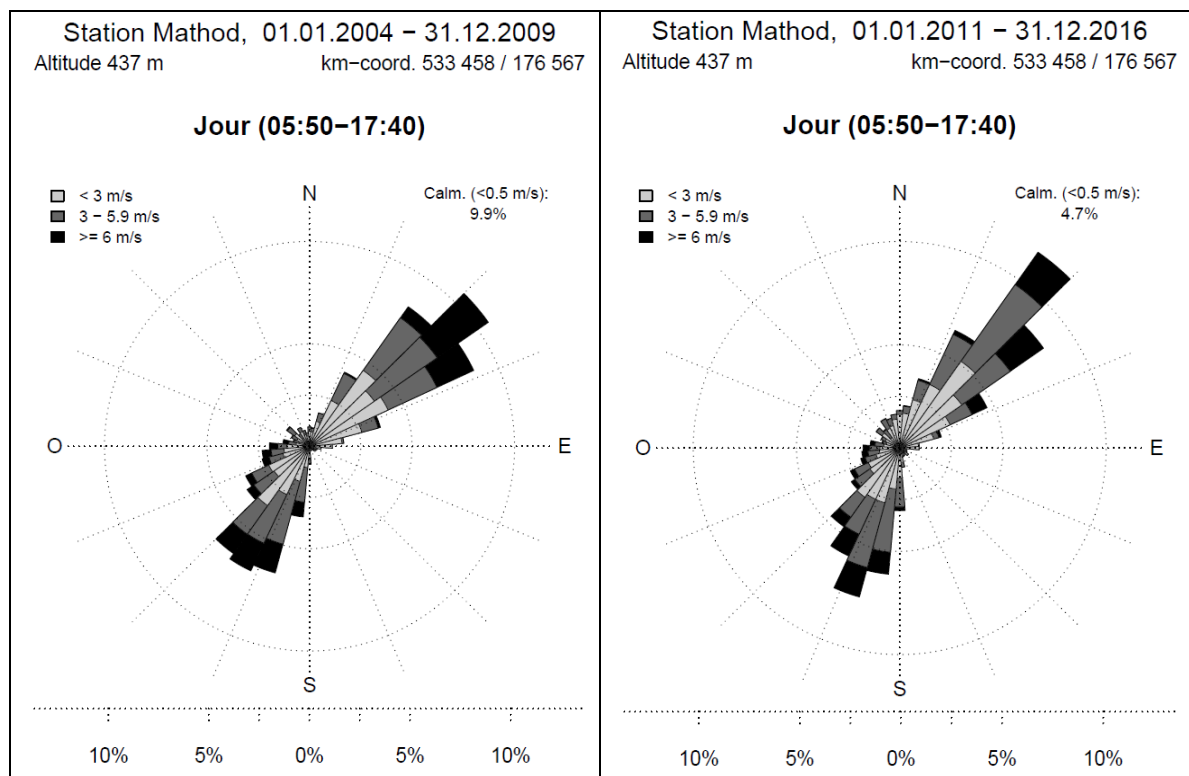 Station Mathod, 01.01.2004 − 31.12.2009
Altitude 437 m km−coord. 533 458 / 176 567
Jour (05:50−17:40)
< 3 m/s
3 − 5.9 m/s
>= 6 m/s
Calm. (<0.5 m/s):
9.9%
N
O
E
S
10% 5% 0% 5% 10%
Station Mathod, 01.01.2011 − 31.12.2016
Altitude 437 m km−coord. 533 458 / 176 567
Jour (05:50−17:40)
< 3 m/s
3 − 5.9 m/s
>= 6 m/s
Calm. (<0.5 m/s):
4.7%
N
O
E
S
10% 5% 0% 5% 10%